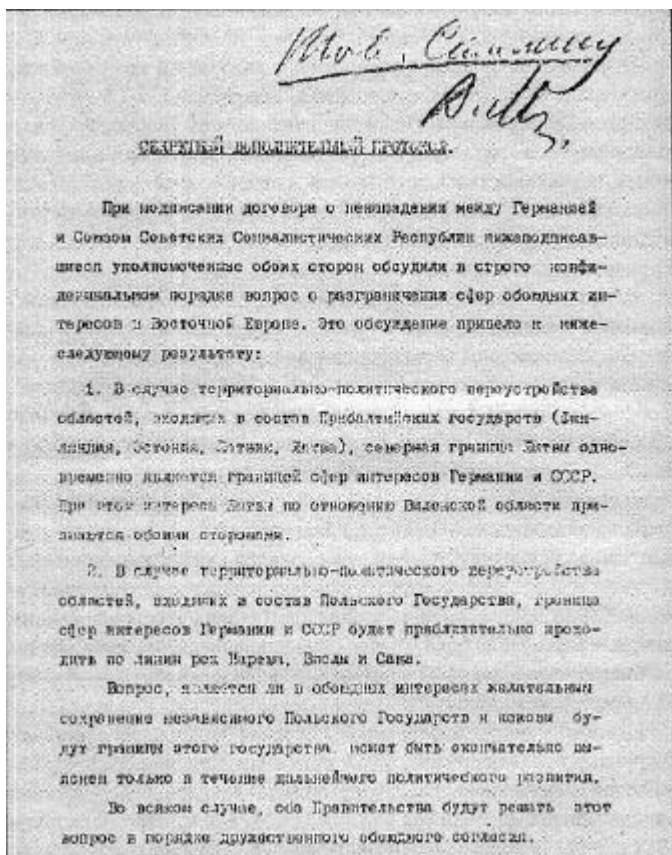 Тов. Сталину
СЕКРЕТНЫЙ ДОПОЛНИТЕЛЬНЫЙ ПРОТОКОЛ.
При подписании договора о ненападении между Германией
и Союзом Советских Социалистических Республик нижеподписав-
шиеся уполномоченные обоих сторон обсудили в строго конфи-
денциальном порядке вопрос о разграничении сфер обоюдных ин-
тересов в Восточной Европе. Это обсуждение привело к ниже-
следующему результату:
1. В случае территориально-политического переустройства
областей, входящих в состав Прибалтийских государств (Фин-
ляндия, Эстония, Латвия, Литва), северная граница Литвы одно-
временно является границей сфер интересов Германии и СССР.
При этом интересы Литвы по отношению Виленской области при-
знаются обоими сторонами.
2. В случае территориально-политического переустройства
областей, входящих в состав Польского Государства, граница
сфер интересов Германии и СССР будет приблизительно прохо-
дить по линии рек Нарева, Вислы и Сана.
Вопрос, является ли в обоюдных интересах желательным
сохранение независимого Польского Государств и каковы бу-
дут границы этого государства, может быть окончательно вы-
яснен только в течение дальнейшего политического развития.
Во всяком случае, оба Правительства будут решать этот
вопрос в порядке дружественного обоюдного согласия.